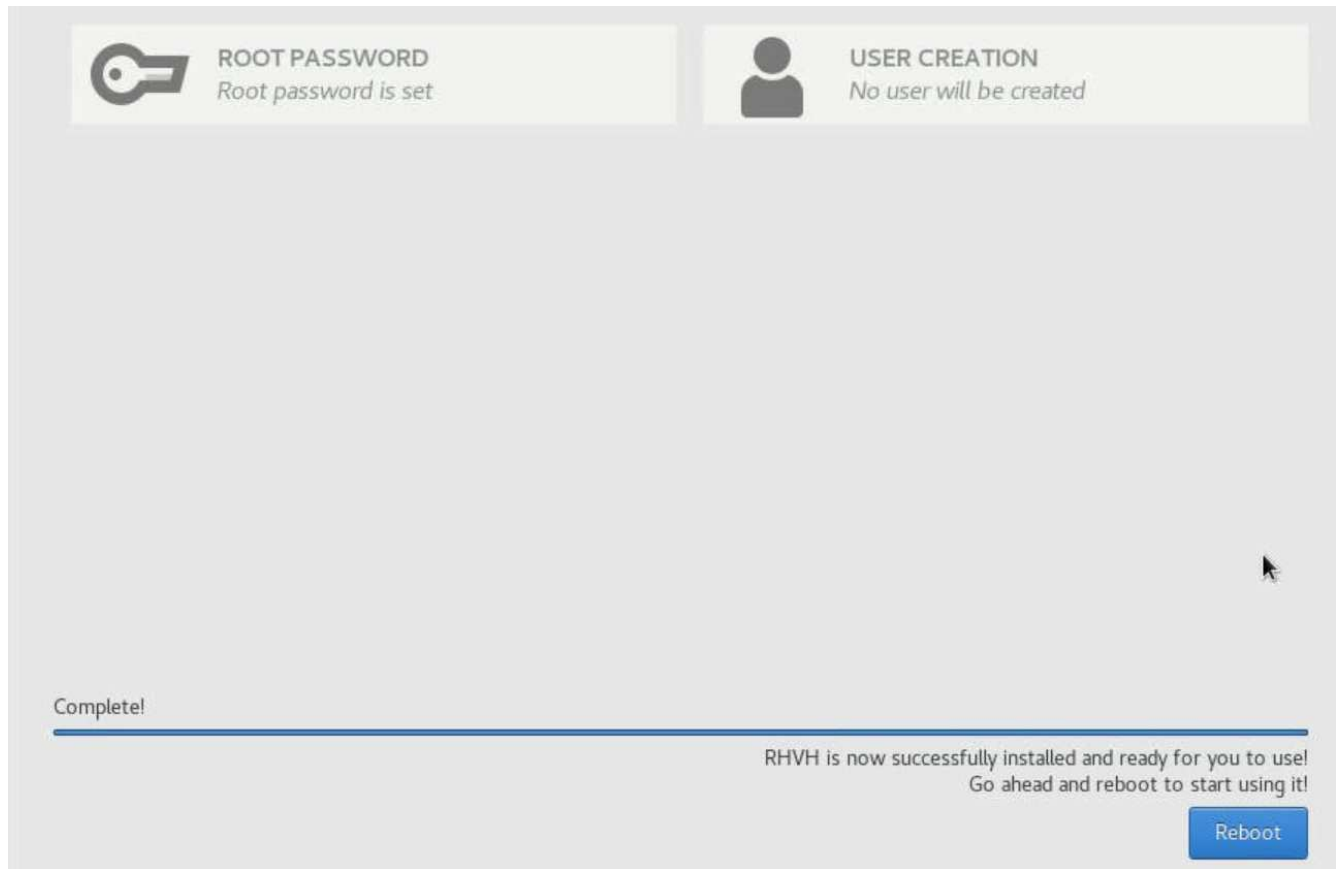 ROOT PASSWORD
Root password is set
USER CREATION
No user will be created
Complete!
RHVH is now successfully installed and ready for you to use!
Go ahead and reboot to start using it!
Reboot